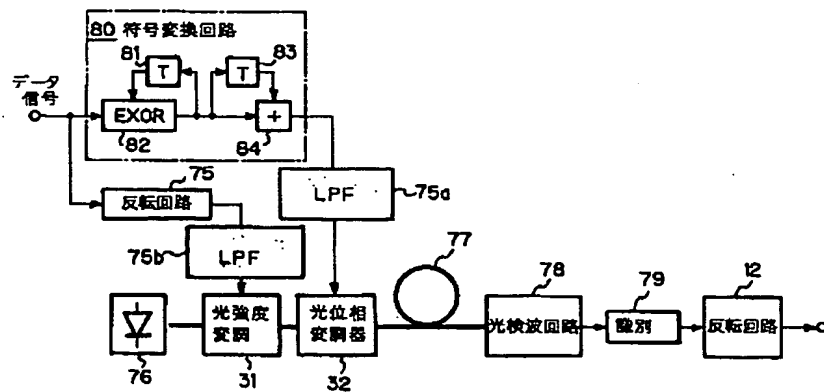 80 符号変換回路
81
83
T
T
データ
信号
EXOR
+
82
84
75
反転回路
LPF
75a
75b
LPF
77
78
79
12
光強度
変調
光位相
変調器
光検波回路
識別
反転回路
76
31
32